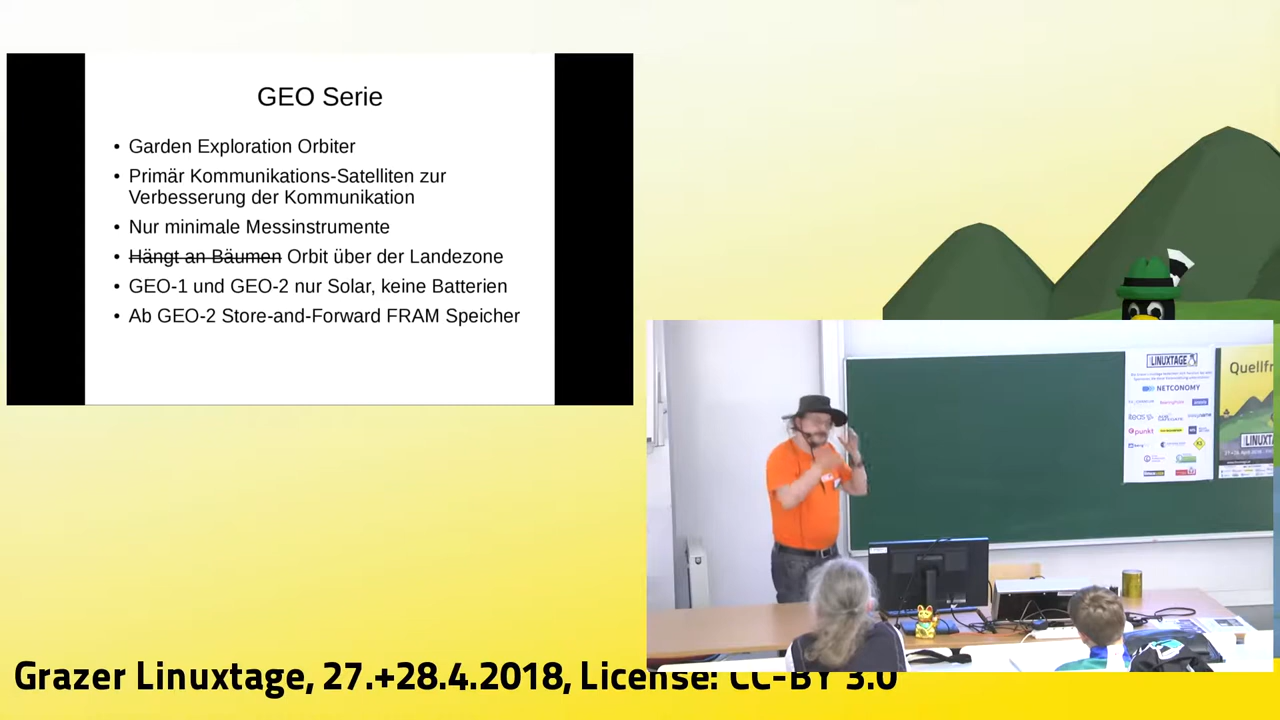 GEO Serie
• Garden Exploration Orbiter
• Primär Kommunikations-Satelliten zur
Verbesserung der Kommunikation
• Nur minimale Messinstrumente
• Hängt an Bäumen Orbit über der Landezone
• GEO-1 und GEO-2 nur Solar, keine Batterien
• Ab GEO-2 Store-and-Forward FRAM Speicher
LINUXTAGE
NETCONOMY
punkt
Quellfr
LINUXT
Grazer Linuxtage, 27.+28.4.2018, License: CC-BY 3.0